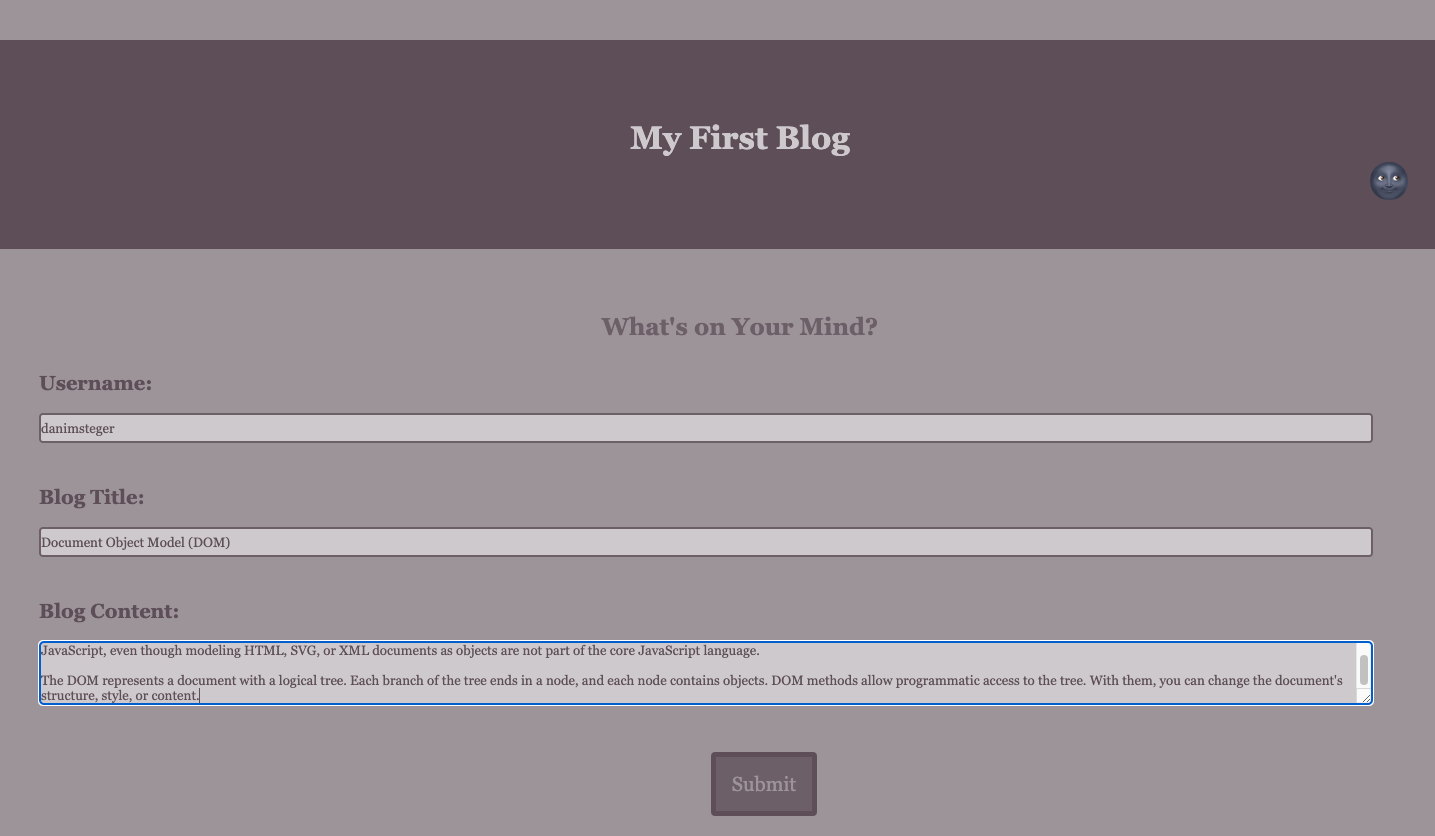 My First Blog
What's on Your Mind?
Username:
danimsteger
Blog Title:
Document Object Model (DOM)
Blog Content:
JavaScript, even though modeling HTML, SVG, or XML documents as objects are not part of the core JavaScript language.
The DOM represents a document with a logical tree. Each branch of the tree ends in a node, and each node contains objects. DOM methods allow programmatic access to the tree. With them, you can change the document's
structure, style, or content.
Submit